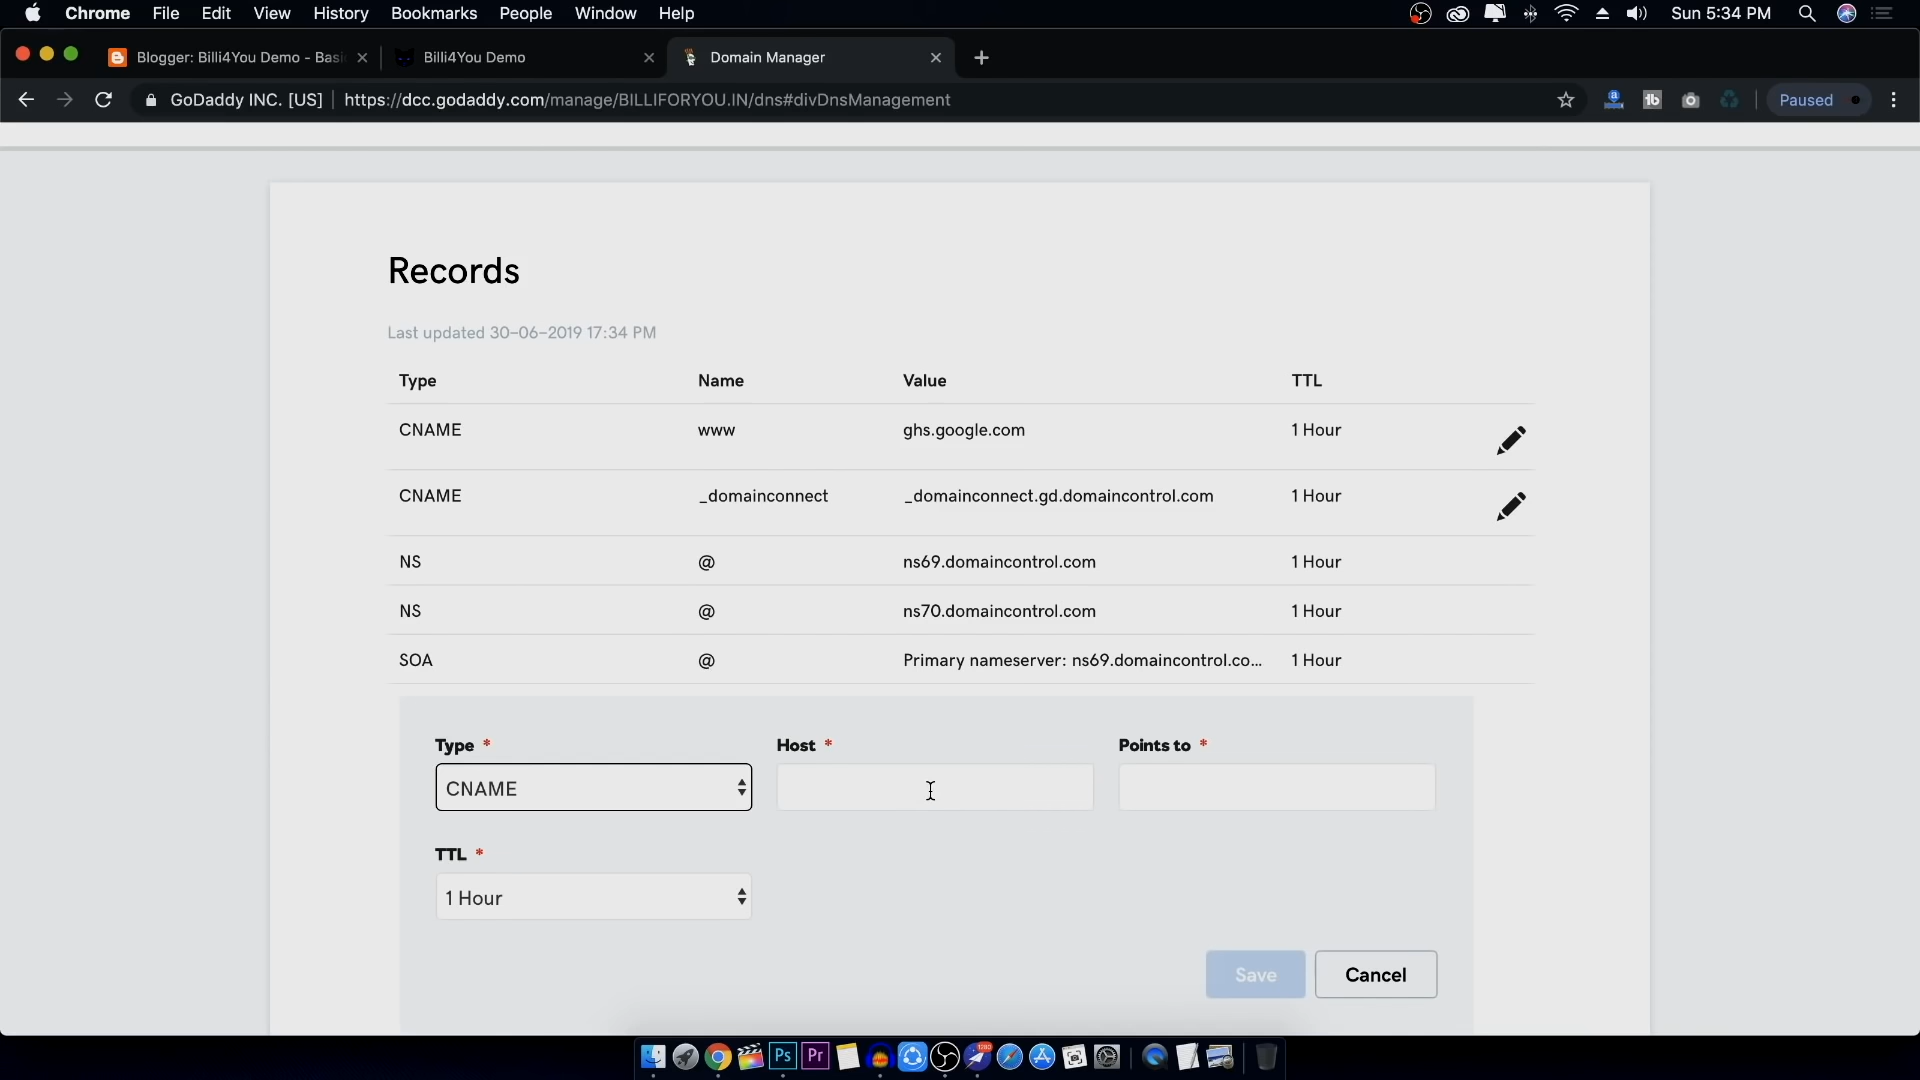 Chrome File Edit View History Bookmarks People Window Help Sun 5:34 PM
Blogger: Billi4You Demo - Basi Billi4You Demo Domain Manager
GoDaddy INC. [US] https://dcc.godaddy.com/manage/BILLIFORYOU.IN/dns#divDnsManagement Paused
Records
Last updated 30-06-2019 17:34 PM
Type Name Value TTL
CNAME www ghs.google.com 1 Hour
CNAME _domainconnect _domainconnect.gd.domaincontrol.com 1 Hour
NS @ ns69.domaincontrol.com 1 Hour
NS @ ns70.domaincontrol.com 1 Hour
SOA @ Primary nameserver: ns69.domaincontrol.co... 1 Hour
Type * Host * Points to *
CNAME
TTL *
1 Hour
Save Cancel
Ps Pr